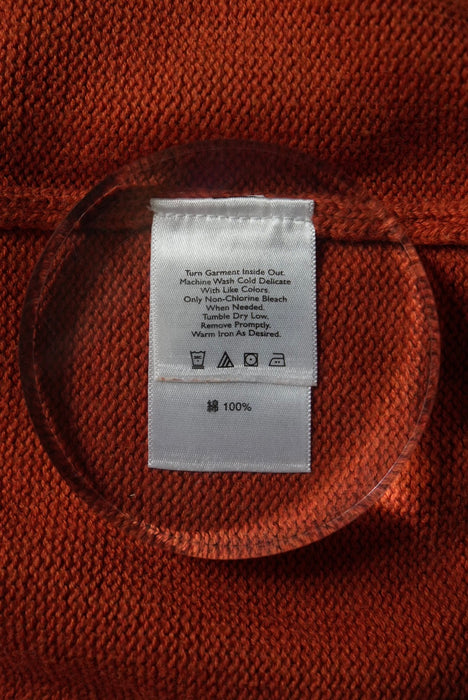 Turn Garment Inside Out.
Machine Wash Cold Delicate
With Like Colors.
Only Non-Chlorine Bleach
When Needed.
Tumble Dry Low.
Remove Promptly.
Warm Iron As Desired.
綿 100%